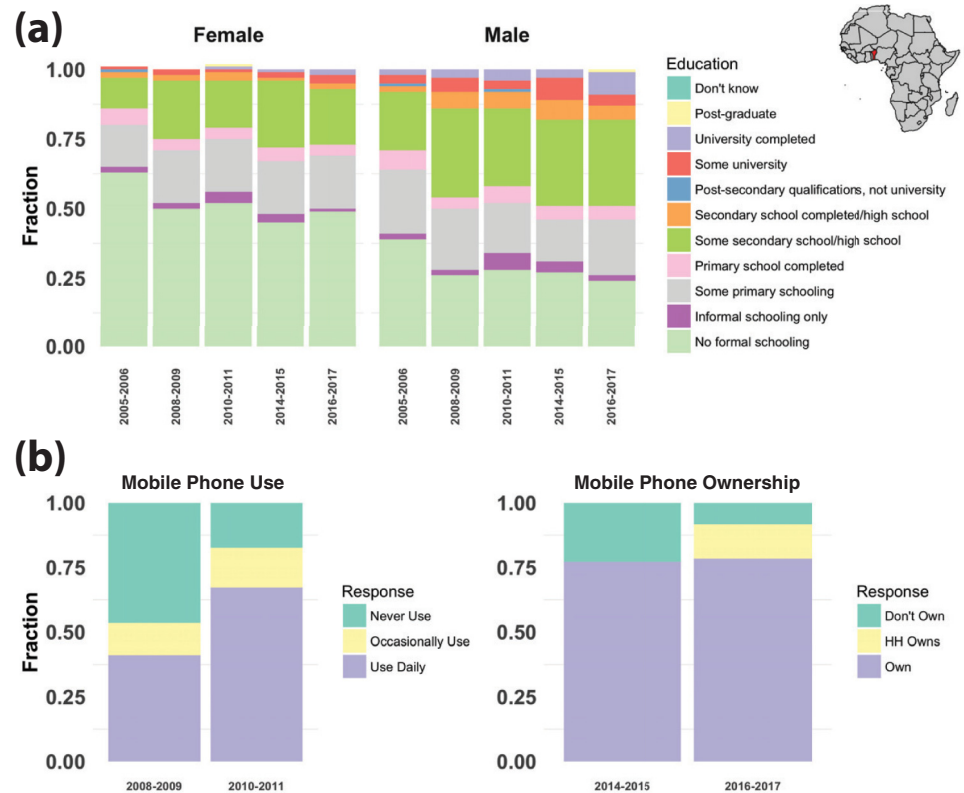 (a)
Female
Male
1.00
0.75
0.50
0.25
0.00
Fraction
2005-2006
2008-2009
2010-2011
2014-2015
2016-2017
2005-2006
2008-2009
2010-2011
2014-2015
2016-2017
Education
Don't know
Post-graduate
University completed
Some university
Post-secondary qualifications, not university
Secondary school completed/high school
Some secondary school/high school
Primary school completed
Some primary schooling
Informal schooling only
No formal schooling
(b)
Mobile Phone Use
1.00
0.75
0.50
0.25
0.00
Fraction
2008-2009
2010-2011
Response
Never Use
Occasionally Use
Use Daily
Mobile Phone Ownership
1.00
0.75
0.50
0.25
0.00
2014-2015
2016-2017
Response
Don't Own
HH Owns
Own